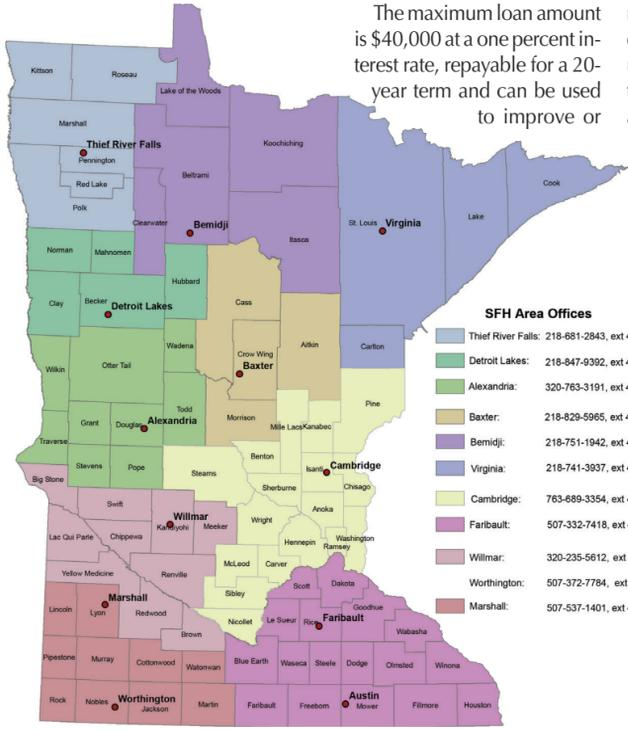 The maximum loan amount
is $40,000 at a one percent in-
terest rate, repayable for a 20-
year term and can be used
to improve or
Kittson
Roseau
Lake of the Woods
Marshall
Koochiching
Thief River Falls
Pennington
Red Lake
Beltrami
Polk
Clearwater
Bemidji
Itasca
St. Louis
Virginia
Lake
Cook
Norman
Mahnomen
Hubbard
Clay
Becker
Detroit Lakes
Cass
Wadena
Crow Wing
Baxter
Aitkin
Carlton
Wilkin
Otter Tail
Todd
Morrison
Mille Lacs
Kanabec
Pine
Grant
Douglas
Alexandria
Traverse
Stevens
Pope
Stearns
Benton
Isanti
Cambridge
Big Stone
Sherburne
Chisago
Swift
Anoka
Willmar
Kandiyohi
Meeker
Wright
Lac Qui Parle
Chippewa
Hennepin
Ramsey
Washington
McLeod
Carver
Yellow Medicine
Renville
Scott
Dakota
Sibley
Marshall
Lincoln
Lyon
Redwood
Nicollet
Le Sueur
Rice
Faribault
Goodhue
Wabasha
Brown
Pipestone
Murray
Cottonwood
Watonwan
Blue Earth
Waseca
Steele
Dodge
Olmsted
Winona
Rock
Nobles
Worthington
Jackson
Martin
Faribault
Freeborn
Austin
Mower
Fillmore
Houston
SFH Area Offices
Thief River Falls: 218-681-2843, ext 4
Detroit Lakes: 218-847-9392, ext 4
Alexandria: 320-763-3191, ext 4
Baxter: 218-829-5965, ext 4
Bemidji: 218-751-1942, ext 4
Virginia: 218-741-3937, ext 4
Cambridge: 763-689-3354, ext 4
Faribault: 507-332-7418, ext 4
Willmar: 320-235-5612, ext 4
Worthington: 507-372-7784, ext
Marshall: 507-537-1401, ext 4